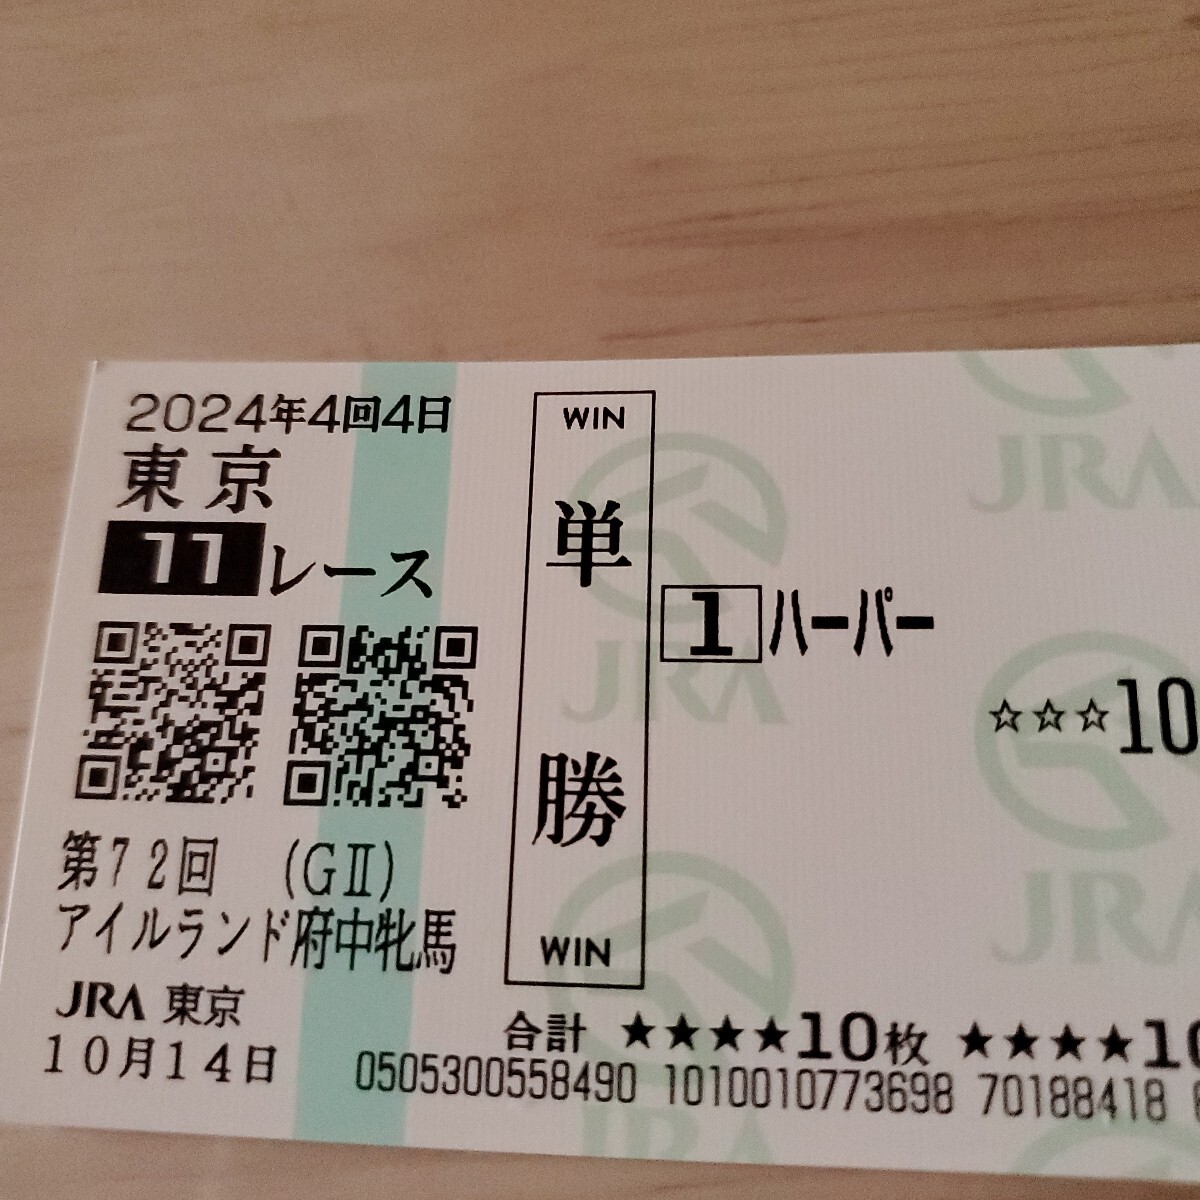 2024年4回4日
東京
11レース
第72回 (GⅡ)
アイルランド府中牝馬
JRA 東京
10月14日
WIN
単勝
WIN
1 ハーパー
☆☆☆10
合計 ★★★★10枚 ★★★★10
0505300558490 1010010773698 70188418
JRA
JRA
JRA
JRA
JRA